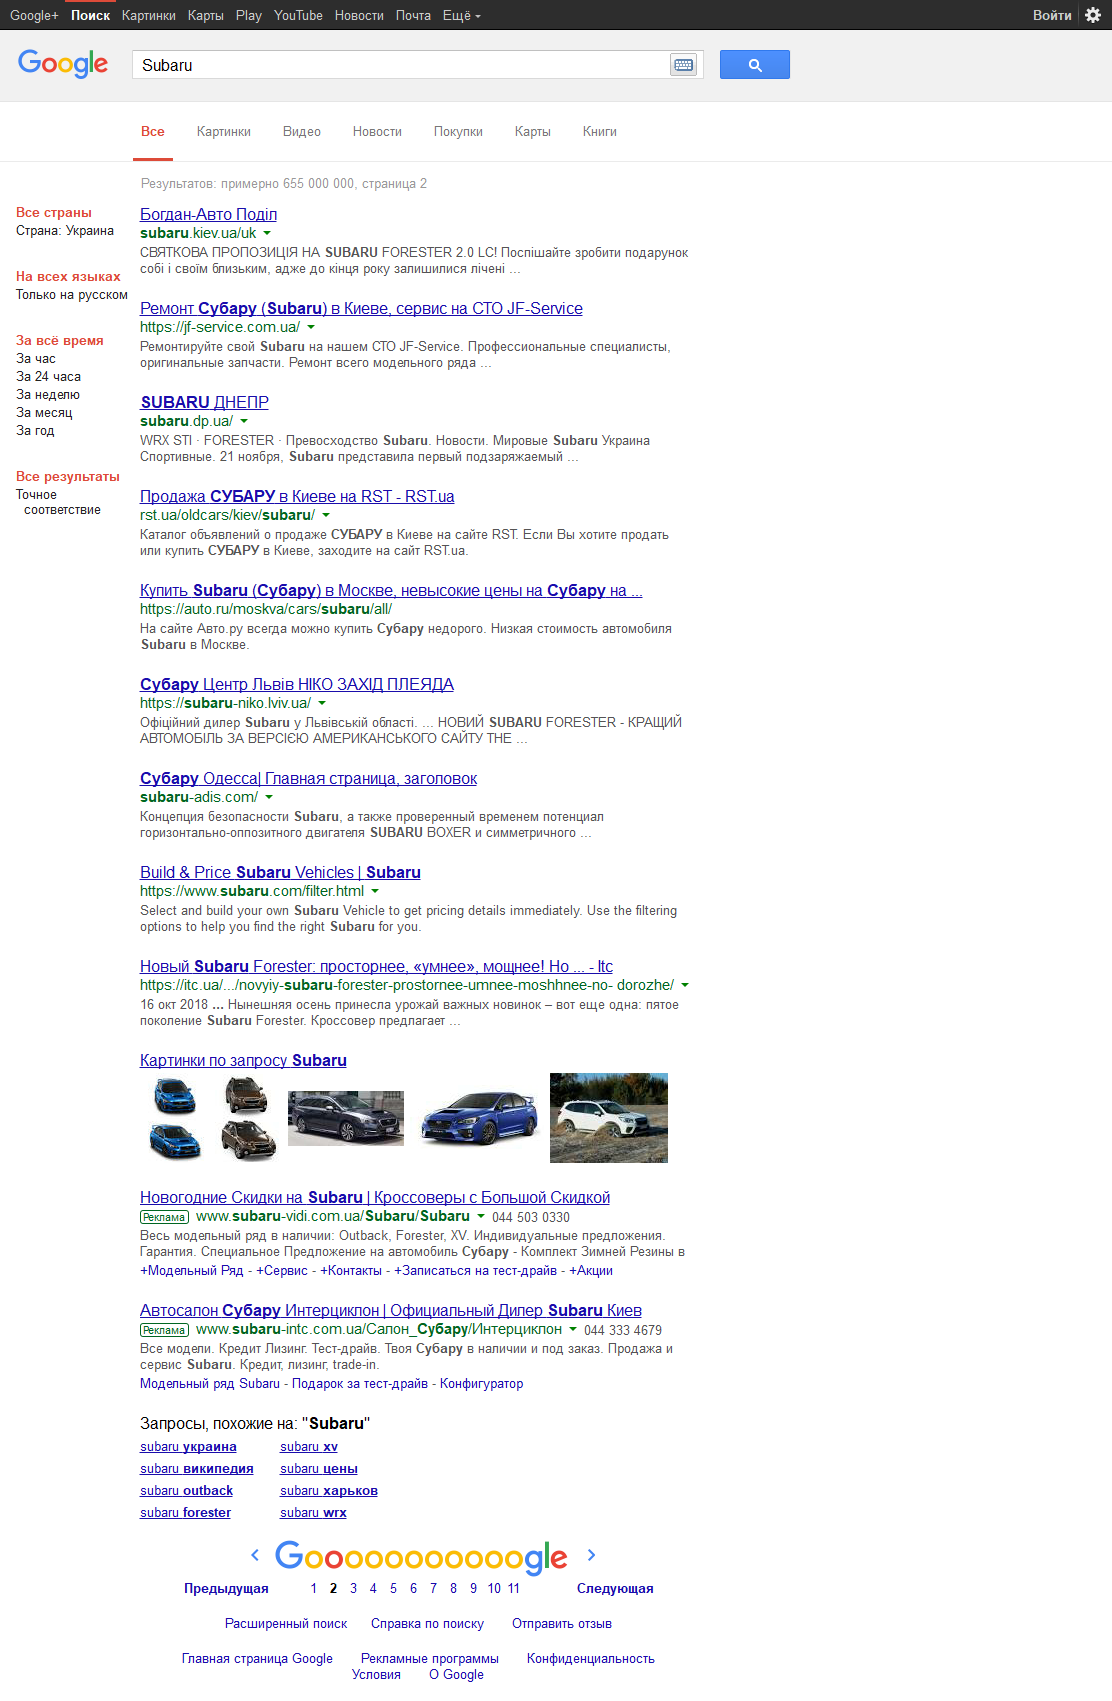 Google+ Поиск Картинки Карты Play YouTube Новости Почта Ещё Войти
Google Subaru
Все Картинки Видео Новости Покупки Карты Книги
Результатов: примерно 655 000 000, страница 2
Все страны
Страна: Украина
На всех языках
Только на русском
За всё время
За час
За 24 часа
За неделю
За месяц
За год
Все результаты
Точное
соответствие
Богдан-Авто Поділ
subaru.kiev.ua/uk
СВЯТКОВА ПРОПОЗИЦІЯ НА SUBARU FORESTER 2.0 LC! Поспішайте зробити подарунок
собі і своїм близьким, адже до кінця року залишилися лічені ...
Ремонт Субару (Subaru) в Киеве, сервис на СТО JF-Service
https://jf-service.com.ua/
Ремонтируйте свой Subaru на нашем СТО JF-Service. Профессиональные специалисты,
оригинальные запчасти. Ремонт всего модельного ряда ...
SUBARU ДНЕПР
subaru.dp.ua/
WRX STI · FORESTER · Превосходство Subaru. Новости. Мировые Subaru Украина
Спортивные. 21 ноября, Subaru представила первый подзаряжаемый ...
Продажа СУБАРУ в Киеве на RST - RST.ua
rst.ua/oldcars/kiev/subaru/
Каталог объявлений о продаже СУБАРУ в Киеве на сайте RST. Если Вы хотите продать
или купить СУБАРУ в Киеве, заходите на сайт RST.ua.
Купить Subaru (Субару) в Москве, невысокие цены на Субару на ...
https://auto.ru/moskva/cars/subaru/all/
На сайте Авто.ру всегда можно купить Субару недорого. Низкая стоимость автомобиля
Subaru в Москве.
Субару Центр Львів НІКО ЗАХІД ПЛЕЯДА
https://subaru-niko.lviv.ua/
Офіційний дилер Subaru у Львівській області. ... НОВИЙ SUBARU FORESTER - КРАЩИЙ
АВТОМОБІЛЬ ЗА ВЕРСІЄЮ АМЕРИКАНСЬКОГО САЙТУ THE ...
Субару Одесса| Главная страница, заголовок
subaru-adis.com/
Концепция безопасности Subaru, а также проверенный временем потенциал
горизонтально-оппозитного двигателя SUBARU BOXER и симметричного ...
Build & Price Subaru Vehicles | Subaru
https://www.subaru.com/filter.html
Select and build your own Subaru Vehicle to get pricing details immediately. Use the filtering
options to help you find the right Subaru for you.
Новый Subaru Forester: просторнее, «умнее», мощнее! Но ... - Itc
https://itc.ua/.../novyiy-subaru-forester-prostornee-umnee-moshhnee-no- dorozhe/
16 окт 2018 ... Нынешняя осень принесла урожай важных новинок – вот еще одна: пятое
поколение Subaru Forester. Кроссовер предлагает ...
Картинки по запросу Subaru
Новогодние Скидки на Subaru | Кроссоверы с Большой Скидкой
Реклама www.subaru-vidi.com.ua/Subaru/Subaru 044 503 0330
Весь модельный ряд в наличии: Outback, Forester, XV. Индивидуальные предложения.
Гарантия. Специальное Предложение на автомобиль Субару - Комплект Зимней Резины в
+Модельный Ряд - +Сервис - +Контакты - +Записаться на тест-драйв - +Акции
Автосалон Субару Интерциклон | Официальный Дилер Subaru Киев
Реклама www.subaru-intc.com.ua/Салон_Субару/Интерциклон 044 333 4679
Все модели. Кредит Лизинг. Тест-драйв. Твоя Субару в наличии и под заказ. Продажа и
сервис Subaru. Кредит, лизинг, trade-in.
Модельный ряд Subaru - Подарок за тест-драйв - Конфигуратор
Запросы, похожие на: "Subaru"
subaru украина subaru xv
subaru википедия subaru цены
subaru outback subaru харьков
subaru forester subaru wrx
Goooooooooooogle
Предыдущая 1 2 3 4 5 6 7 8 9 10 11 Следующая
Расширенный поиск Справка по поиску Отправить отзыв
Главная страница Google Рекламные программы Конфиденциальность
Условия О Google